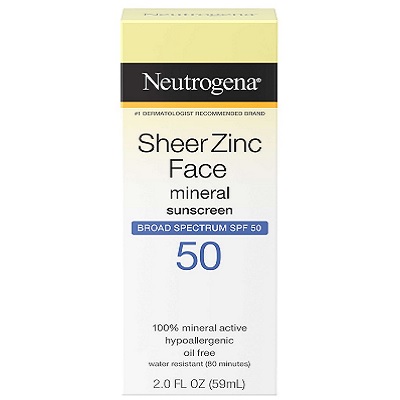 Neutrogena®
#1 DERMATOLOGIST RECOMMENDED BRAND
Sheer Zinc
Face
mineral
sunscreen
BROAD SPECTRUM SPF 50
50
100% mineral active
hypoallergenic
oil free
water resistant (80 minutes)
2.0 FL OZ (59mL)